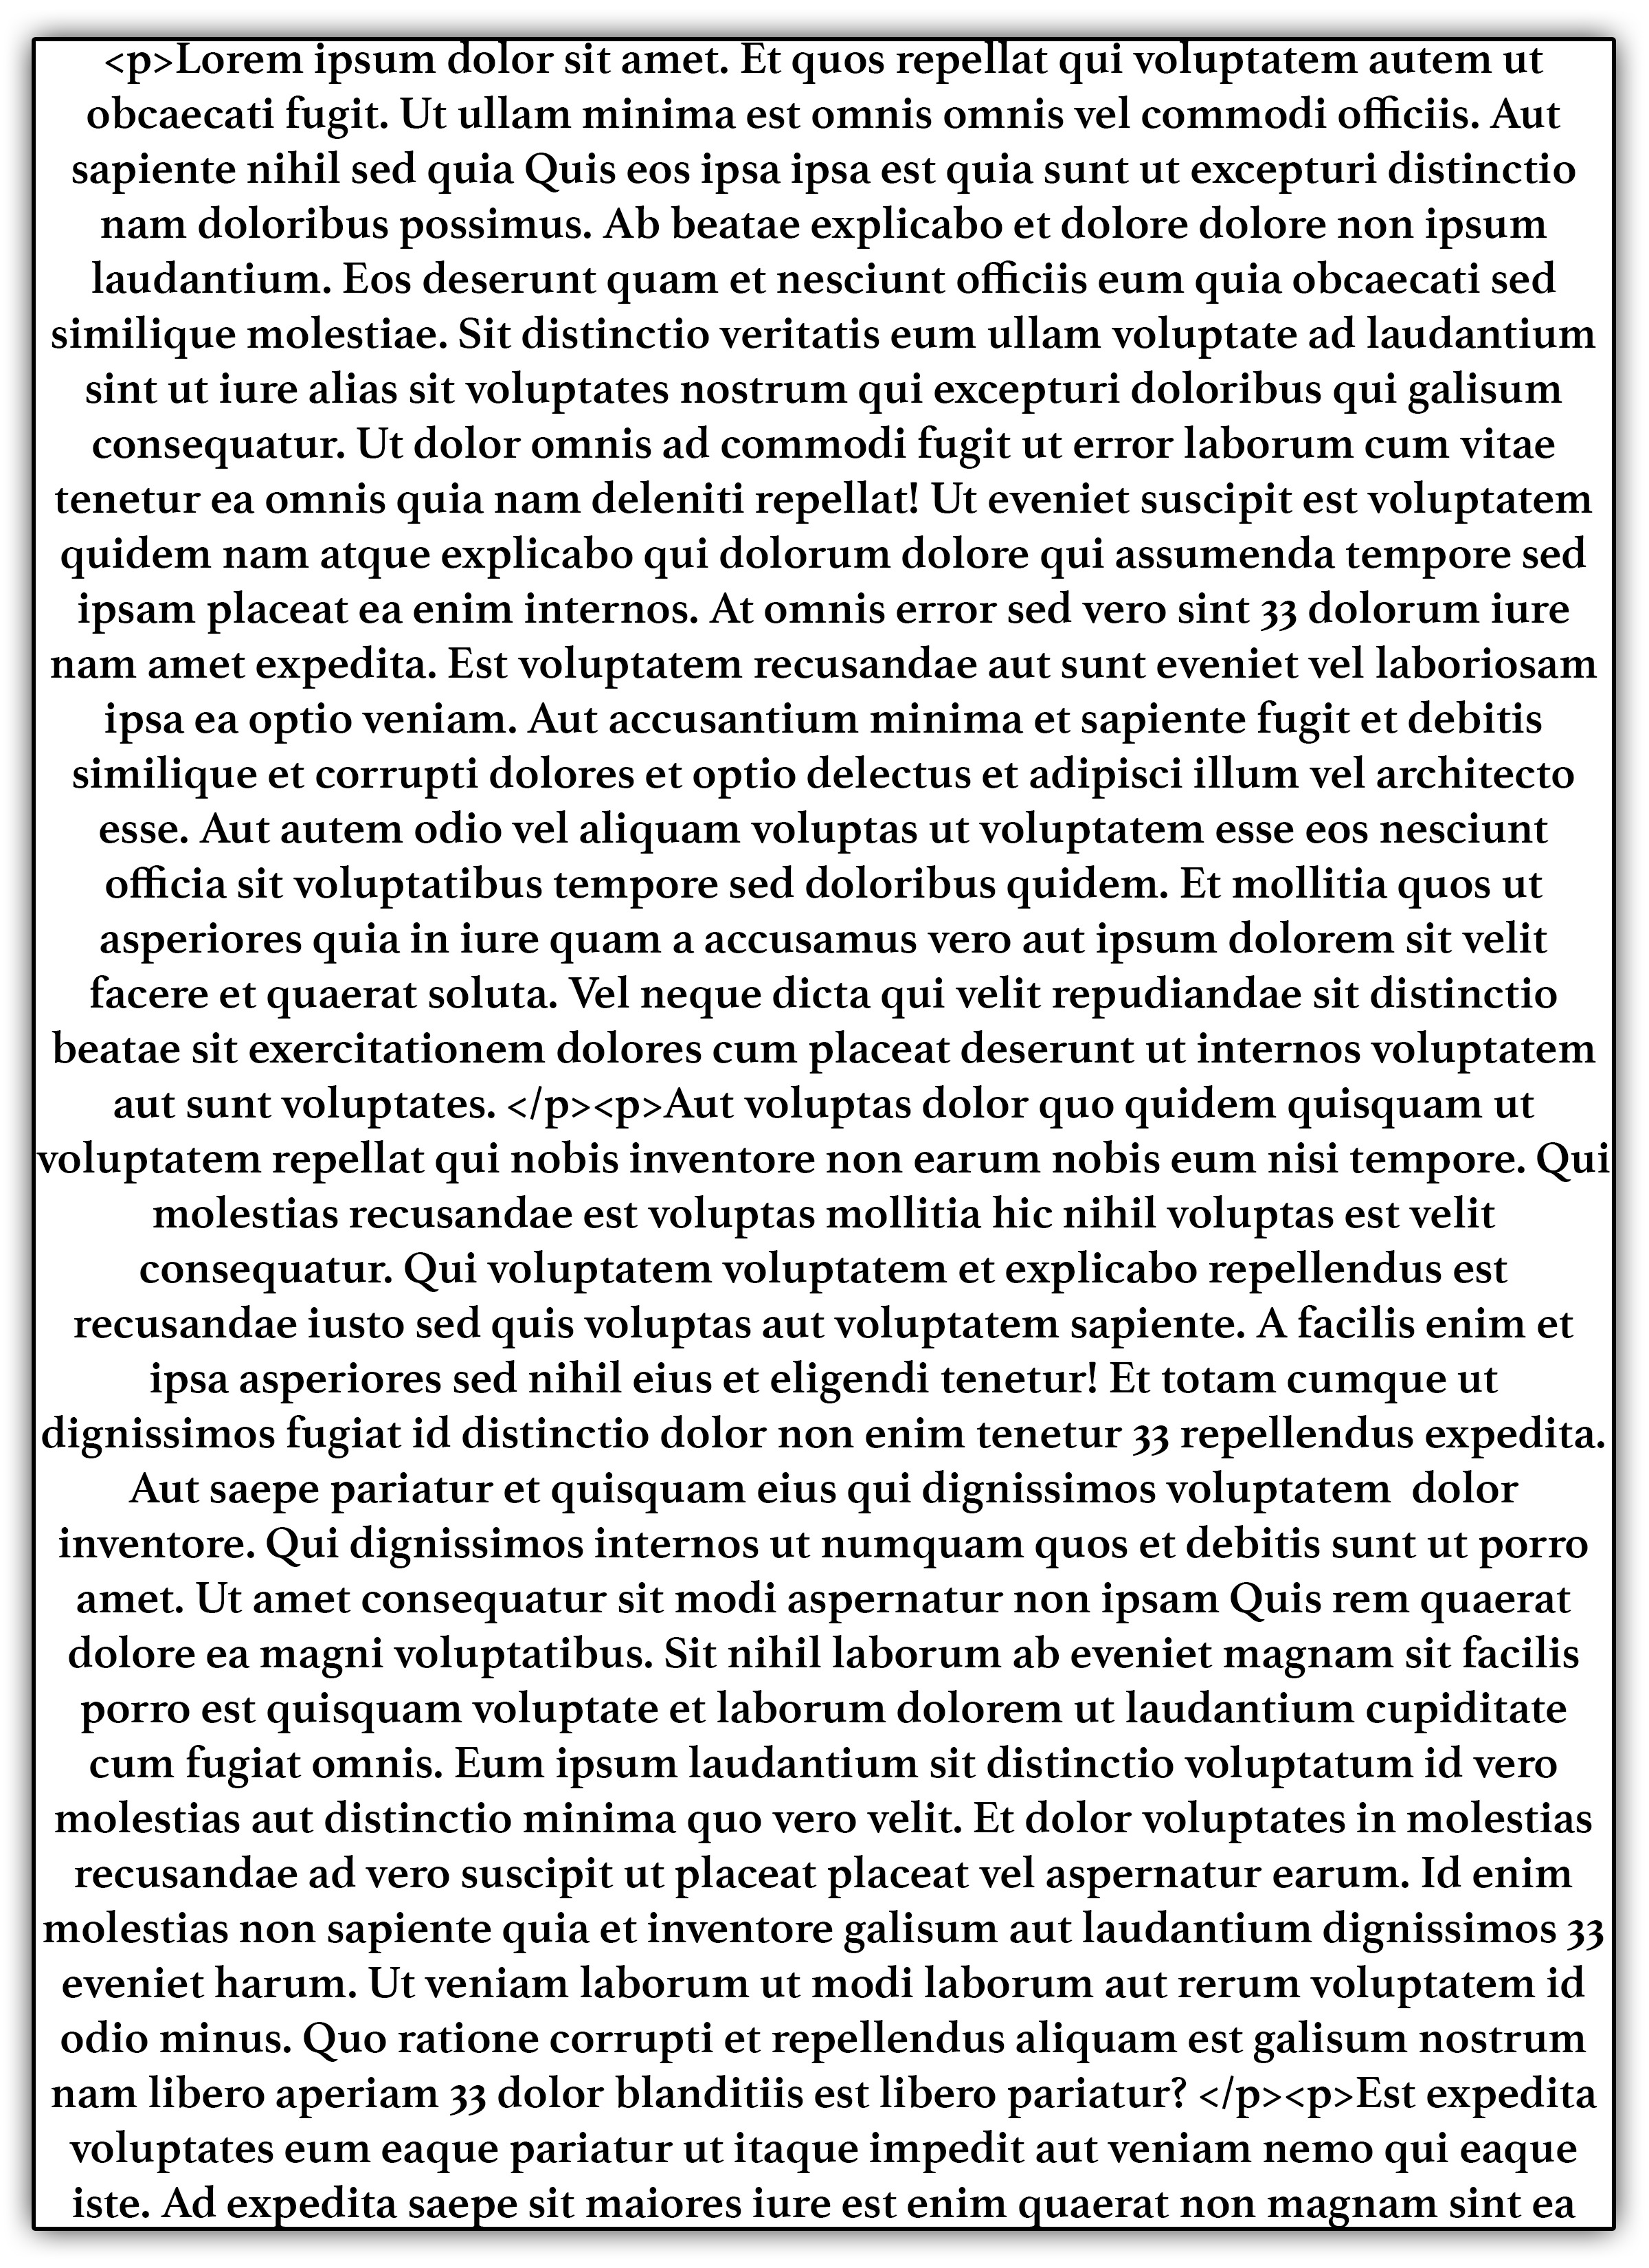 <p>Lorem ipsum dolor sit amet. Et quos repellat qui voluptatem autem ut
obcaecati fugit. Ut ullam minima est omnis omnis vel commodi officiis. Aut
sapiente nihil sed quia Quis eos ipsa ipsa est quia sunt ut excepturi distinctio
nam doloribus possimus. Ab beatae explicabo et dolore dolore non ipsum
laudantium. Eos deserunt quam et nesciunt officiis eum quia obcaecati sed
similique molestiae. Sit distinctio veritatis eum ullam voluptate ad laudantium
sint ut iure alias sit voluptates nostrum qui excepturi doloribus qui galisum
consequatur. Ut dolor omnis ad commodi fugit ut error laborum cum vitae
tenetur ea omnis quia nam deleniti repellat! Ut eveniet suscipit est voluptatem
quidem nam atque explicabo qui dolorum dolore qui assumenda tempore sed
ipsam placeat ea enim internos. At omnis error sed vero sint 33 dolorum iure
nam amet expedita. Est voluptatem recusandae aut sunt eveniet vel laboriosam
ipsa ea optio veniam. Aut accusantium minima et sapiente fugit et debitis
similique et corrupti dolores et optio delectus et adipisci illum vel architecto
esse. Aut autem odio vel aliquam voluptas ut voluptatem esse eos nesciunt
officia sit voluptatibus tempore sed doloribus quidem. Et mollitia quos ut
asperiores quia in iure quam a accusamus vero aut ipsum dolorem sit velit
facere et quaerat soluta. Vel neque dicta qui velit repudiandae sit distinctio
beatae sit exercitationem dolores cum placeat deserunt ut internos voluptatem
aut sunt voluptates. </p><p>Aut voluptas dolor quo quidem quisquam ut
voluptatem repellat qui nobis inventore non earum nobis eum nisi tempore. Qui
molestias recusandae est voluptas mollitia hic nihil voluptas est velit
consequatur. Qui voluptatem voluptatem et explicabo repellendus est
recusandae iusto sed quis voluptas aut voluptatem sapiente. A facilis enim et
ipsa asperiores sed nihil eius et eligendi tenetur! Et totam cumque ut
dignissimos fugiat id distinctio dolor non enim tenetur 33 repellendus expedita.
Aut saepe pariatur et quisquam eius qui dignissimos voluptatem  dolor
inventore. Qui dignissimos internos ut numquam quos et debitis sunt ut porro
amet. Ut amet consequatur sit modi aspernatur non ipsam Quis rem quaerat
dolore ea magni voluptatibus. Sit nihil laborum ab eveniet magnam sit facilis
porro est quisquam voluptate et laborum dolorem ut laudantium cupiditate
cum fugiat omnis. Eum ipsum laudantium sit distinctio voluptatum id vero
molestias aut distinctio minima quo vero velit. Et dolor voluptates in molestias
recusandae ad vero suscipit ut placeat placeat vel aspernatur earum. Id enim
molestias non sapiente quia et inventore galisum aut laudantium dignissimos 33
eveniet harum. Ut veniam laborum ut modi laborum aut rerum voluptatem id
odio minus. Quo ratione corrupti et repellendus aliquam est galisum nostrum
nam libero aperiam 33 dolor blanditiis est libero pariatur? </p><p>Est expedita
voluptates eum eaque pariatur ut itaque impedit aut veniam nemo qui eaque
iste. Ad expedita saepe sit maiores iure est enim quaerat non magnam sint ea